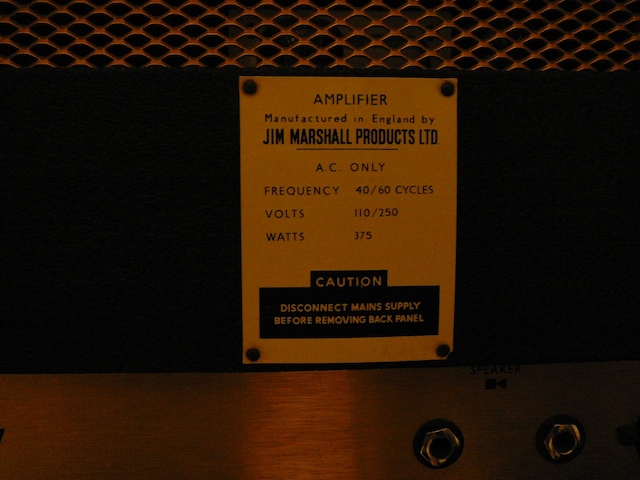 AMPLIFIER
Manufactured in England by
JIM MARSHALL PRODUCTS LTD.
A.C. ONLY
FREQUENCY 40/60 CYCLES
VOLTS 110/250
WATTS 375
CAUTION
DISCONNECT MAINS SUPPLY
BEFORE REMOVING BACK PANEL
SPEAKER